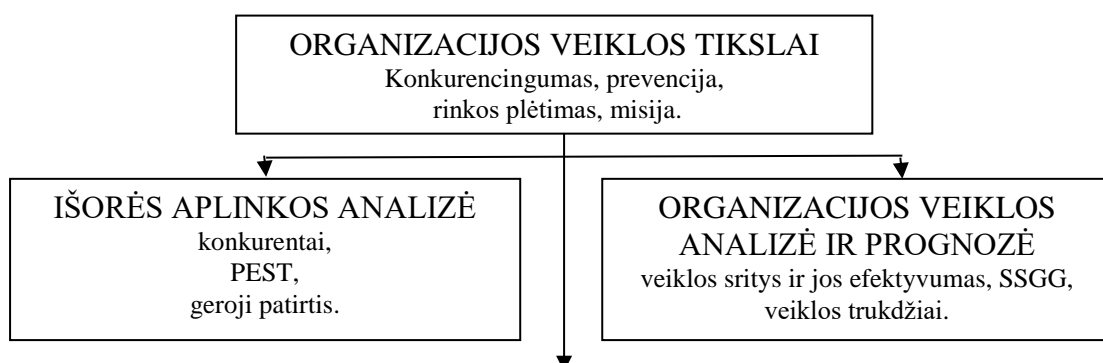 ORGANIZACIJOS VEIKLOS TIKSLAI
Konkurencingumas, prevencija,
rinkos plėtimas, misija.
IŠORĖS APLINKOS ANALIZĖ
konkurentai,
PEST,
geroji patirtis.
ORGANIZACIJOS VEIKLOS
ANALIZĖ IR PROGNOZĖ
veiklos sritys ir jos efektyvumas, SSGG,
veiklos trukdžiai.